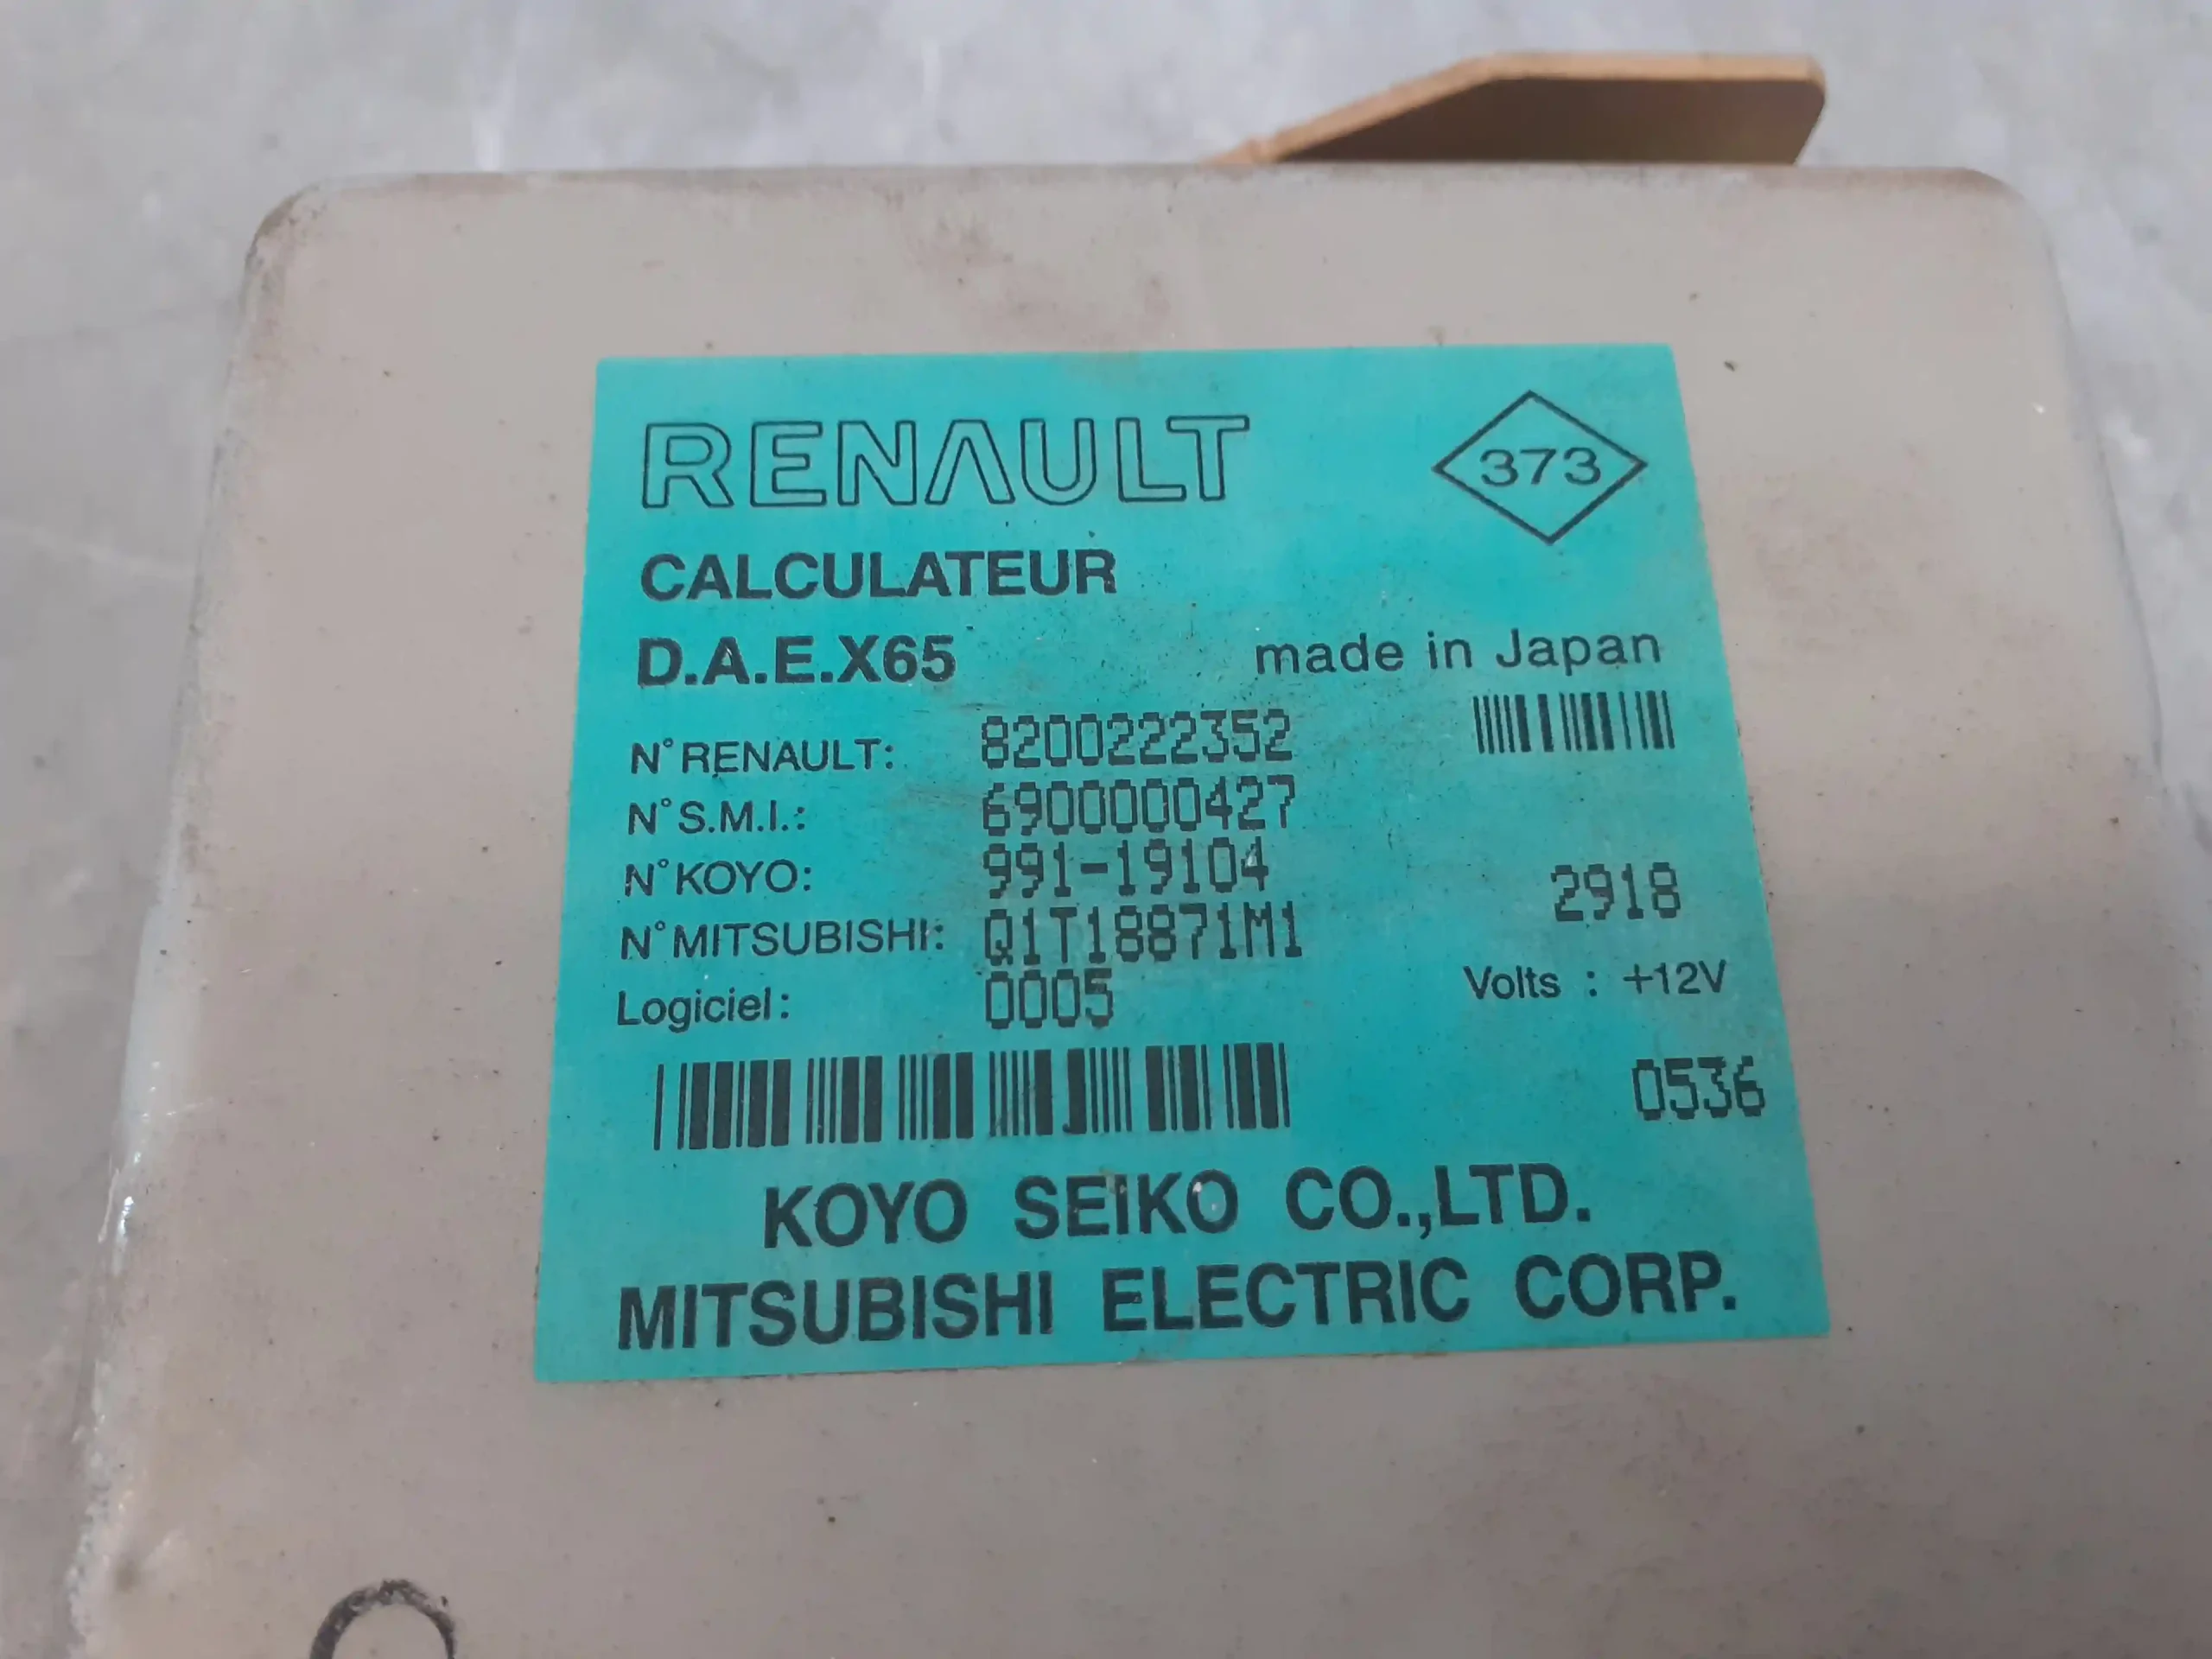 RENAULT
373
CALCULATEUR
D.A.E.X65
made in Japan
N° RENAULT: 8200222352
N° S.M.I.: 6900000427
N° KOYO: 991-19104
2918
N° MITSUBISHI: Q1T18871M1
Logiciel: 0005
Volts : +12V
0536
KOYO SEIKO CO.,LTD.
MITSUBISHI ELECTRIC CORP.